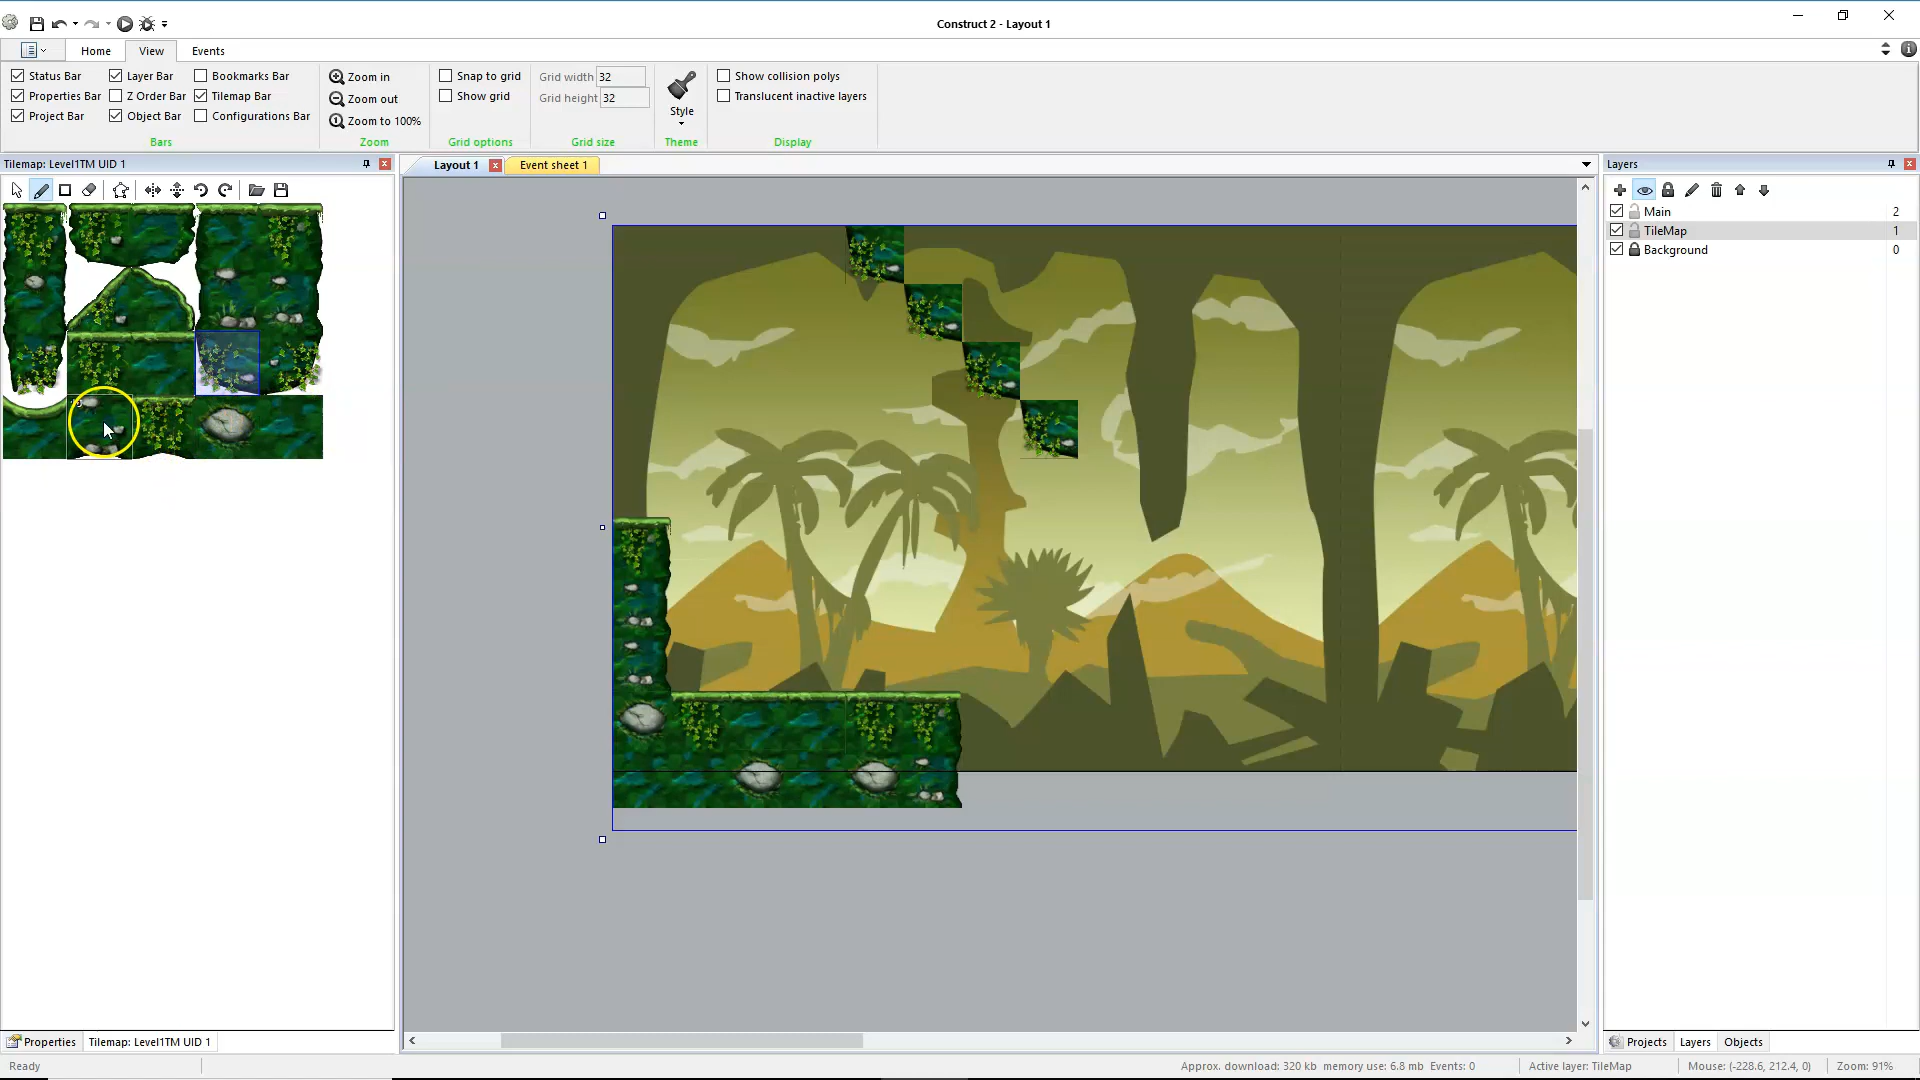 Construct 2 - Layout 1
Home
View
Events
Status Bar
Layer Bar
Bookmarks Bar
Properties Bar
Z Order Bar
Tilemap Bar
Project Bar
Object Bar
Configurations Bar
Bars
Zoom in
Zoom out
Zoom to 100%
Zoom
Snap to grid
Show grid
Grid options
Grid width 32
Grid height 32
Grid size
Style
Theme
Show collision polys
Translucent inactive layers
Display
Tilemap: Level1TM UID 1
Layout 1
Event sheet 1
Layers
Main 2
TileMap 1
Background 0
Properties
Tilemap: Level1TM UID 1
Projects
Layers
Objects
Ready
Approx. download: 320 kb memory use: 6.8 mb Events: 0
Active layer: TileMap
Mouse: (-228.6, 212.4, 0)
Zoom: 91%